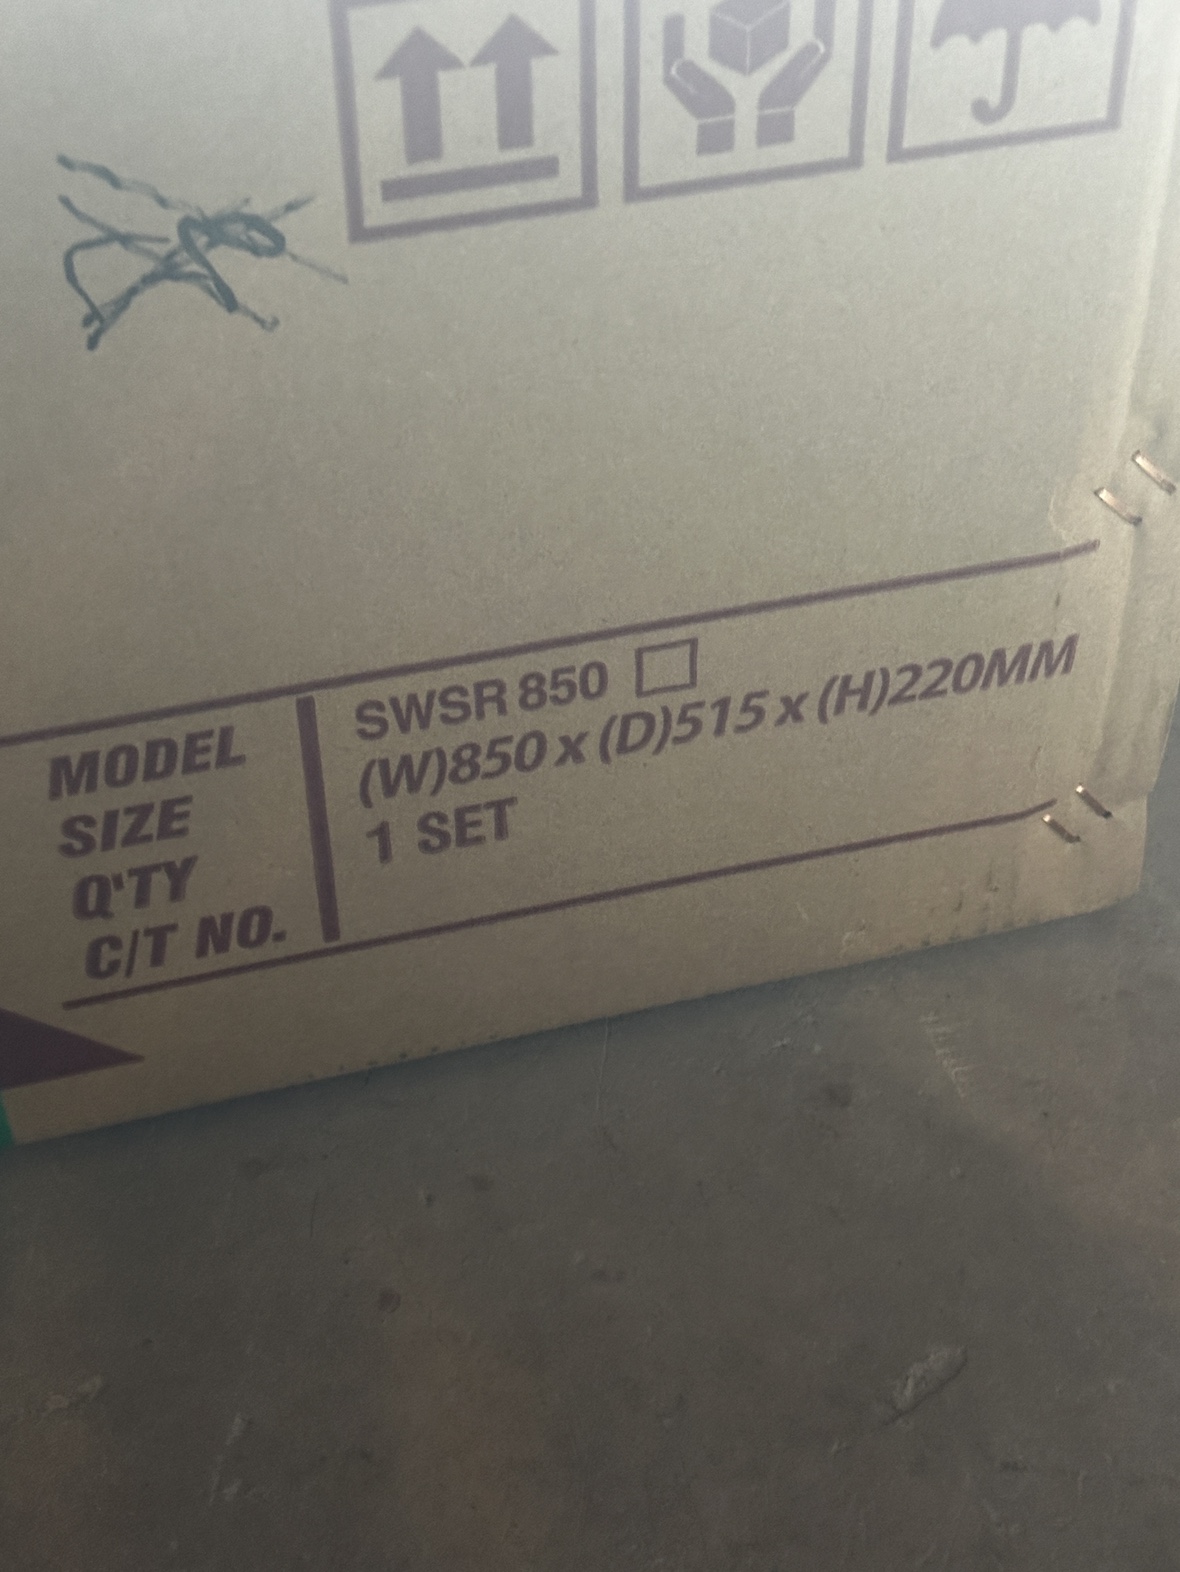 MODEL SWSR 850 □
SIZE (W)850 x (D)515 x (H)220MM
Q'TY 1 SET
C/T NO.